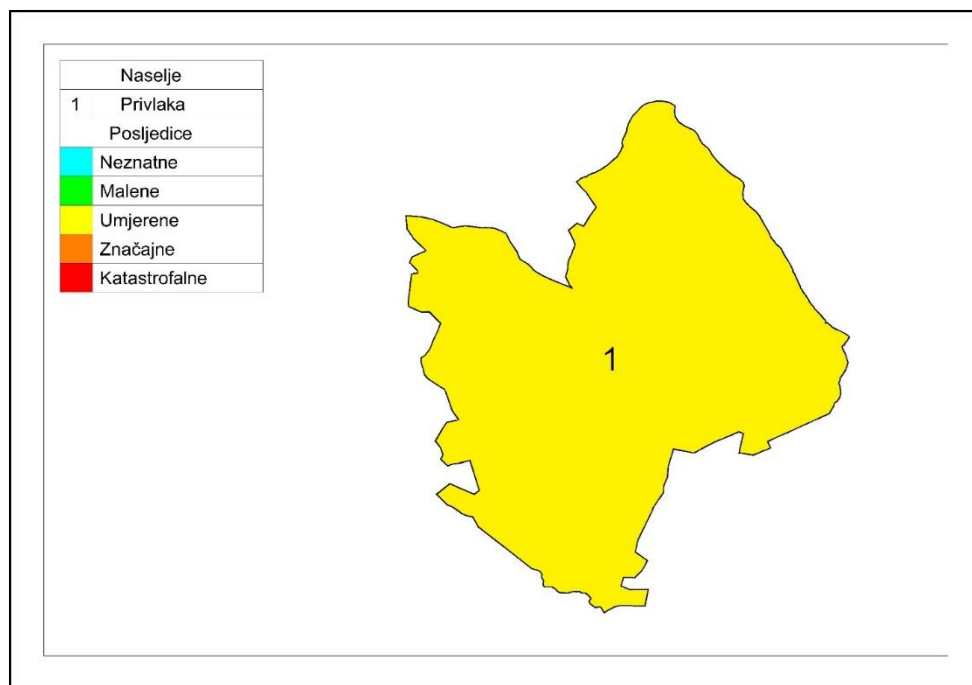 Naselje
1 Privlaka
Posljedice
Neznatne
Malene
Umjerene
Značajne
Katastrofalne
1